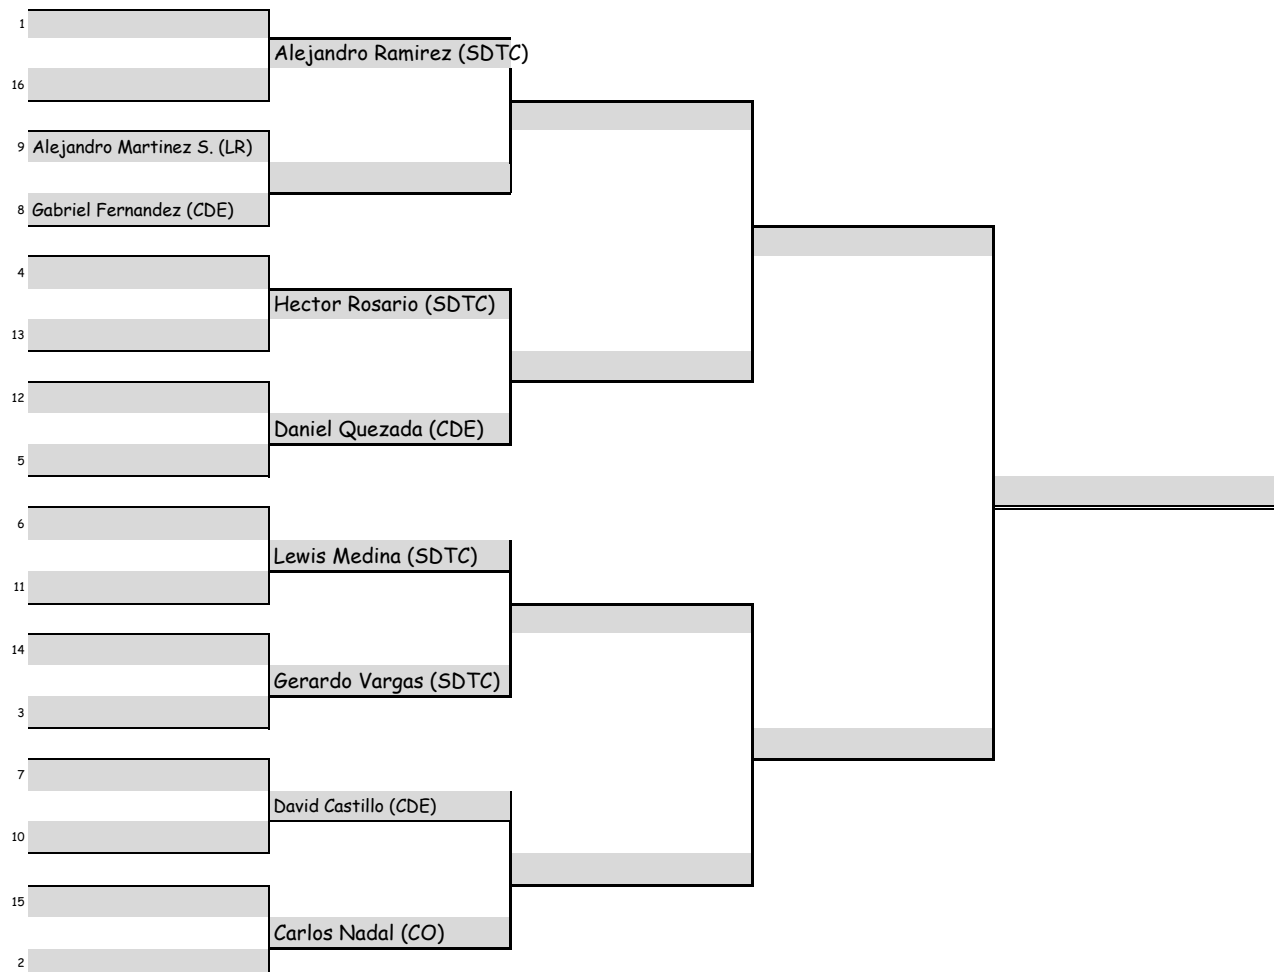 1
Alejandro Ramirez (SDTC)
16
9 Alejandro Martinez S. (LR)
8 Gabriel Fernandez (CDE)
4
Hector Rosario (SDTC)
13
12
Daniel Quezada (CDE)
5
6
Lewis Medina (SDTC)
11
14
Gerardo Vargas (SDTC)
3
7
David Castillo (CDE)
10
15
Carlos Nadal (CO)
2